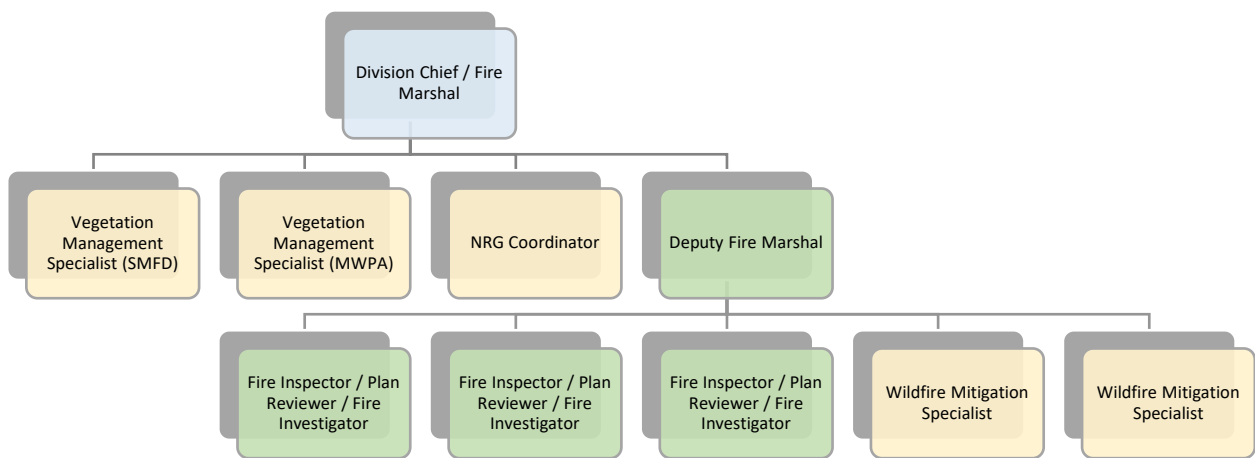 Division Chief / Fire
Marshal
Vegetation
Management
Specialist (SMFD)
Vegetation
Management
Specialist (MWPA)
NRG Coordinator
Deputy Fire Marshal
Fire Inspector / Plan
Reviewer / Fire
Investigator
Fire Inspector / Plan
Reviewer / Fire
Investigator
Fire Inspector / Plan
Reviewer / Fire
Investigator
Wildfire Mitigation
Specialist
Wildfire Mitigation
Specialist